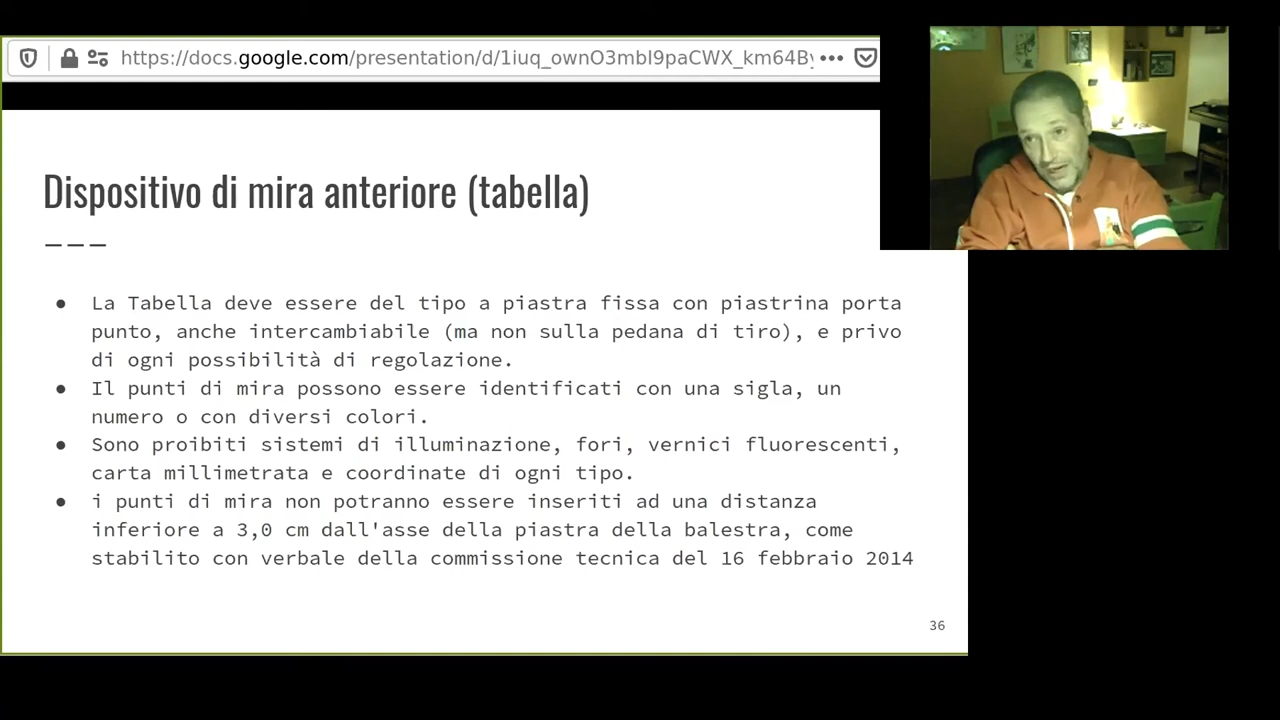 https://docs.google.com/presentation/d/1iuq_ownO3mbl9paCWX_km64By
Dispositivo di mira anteriore (tabella)
● La Tabella deve essere del tipo a piastra fissa con piastrina porta
punto, anche intercambiabile (ma non sulla pedana di tiro), e privo
di ogni possibilità di regolazione.
● Il punti di mira possono essere identificati con una sigla, un
numero o con diversi colori.
● Sono proibiti sistemi di illuminazione, fori, vernici fluorescenti,
carta millimetrata e coordinate di ogni tipo.
● i punti di mira non potranno essere inseriti ad una distanza
inferiore a 3,0 cm dall'asse della piastra della balestra, come
stabilito con verbale della commissione tecnica del 16 febbraio 2014
36